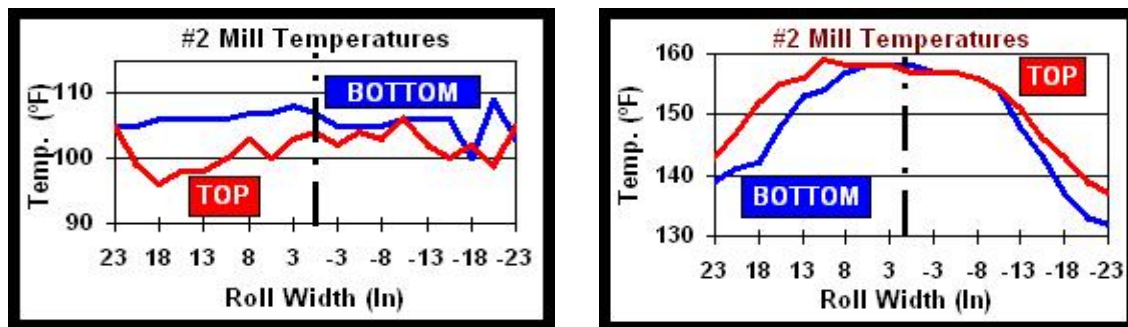 #2 Mill Temperatures
Temp. (°F)
110
100
90
BOTTOM
TOP
23 18 13 8 3 -3 -8 -13 -18 -23
Roll Width (In)
#2 Mill Temperatures
Temp. (°F)
160
150
140
130
TOP
BOTTOM
23 18 13 8 3 -3 -8 -13 -18 -23
Roll Width (In)